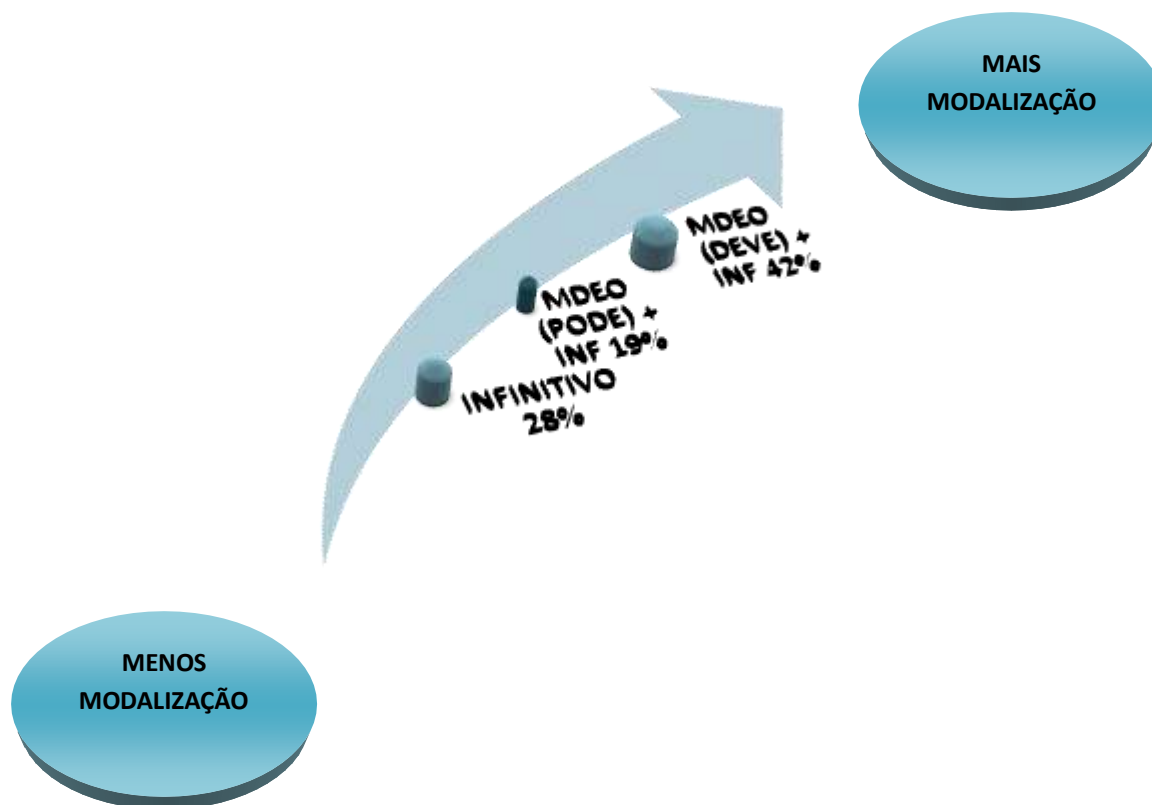 MAIS
MODALIZAÇÃO
MDEO
(DEVE) +
INF 42%
MDEO
(PODE) +
INF 19%
INFINITIVO
28%
MENOS
MODALIZAÇÃO